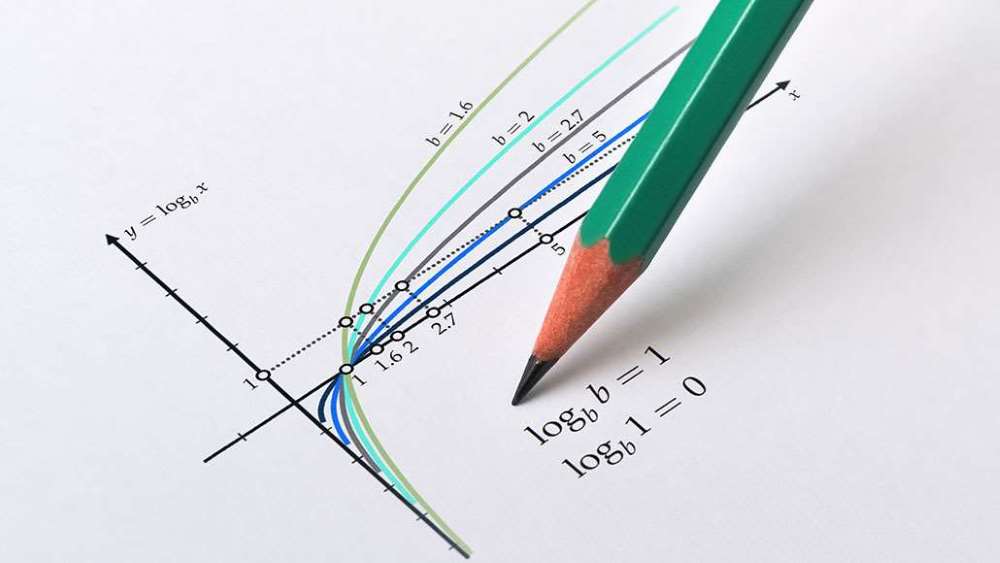 b = 1.6
b = 2
b = 2.7
b = 5
x
y = log_b x
1
1
1.6
2
2.7
5
log_b b = 1
log_b 1 = 0